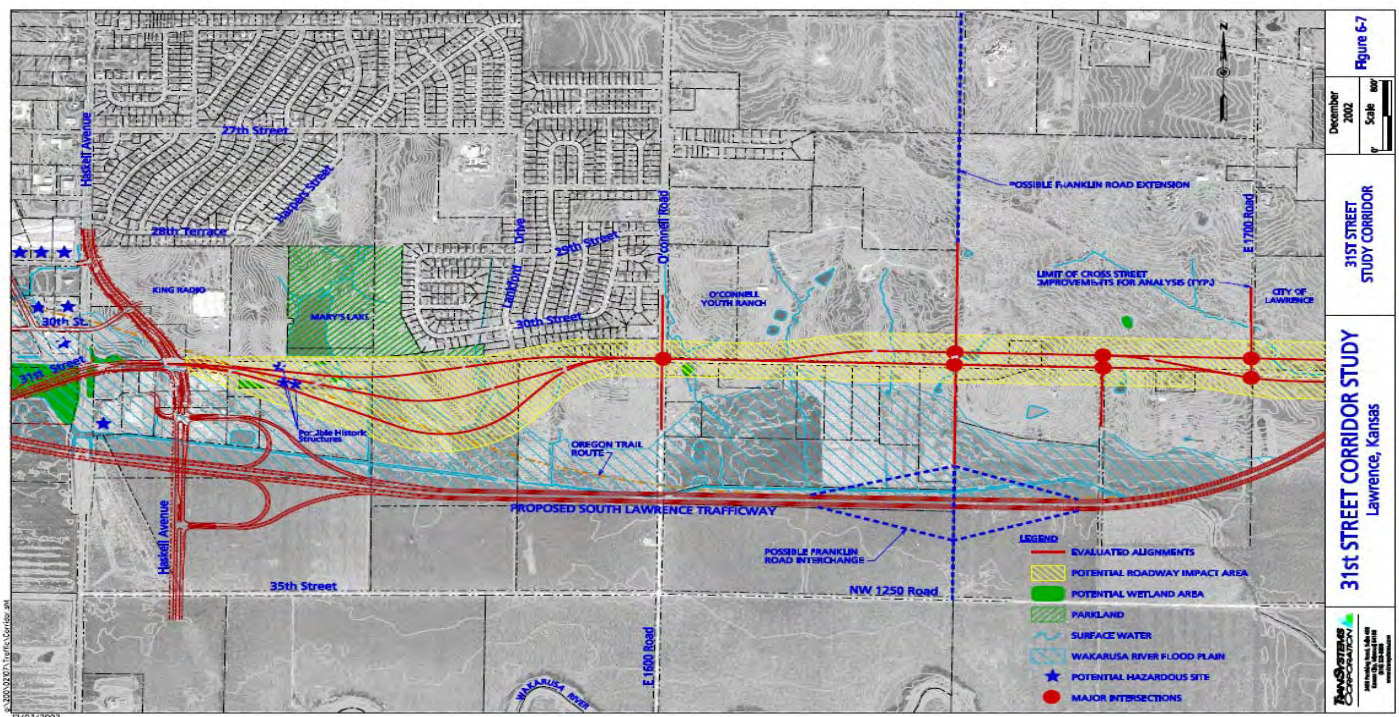 Haskell Avenue
27th Street
Harper Street
28th Terrace
Lankford
Drive
29th Street
30th Street
O'connell Road
POSSIBLE FRANKLIN ROAD EXTENSION
E 1700 Road
KING RADIO
MARY'S LAKE
O'CONNELL
YOUTH RANCH
LIMIT OF CROSS STREET
IMPROVEMENTS FOR ANALYSIS (TYP.)
CITY OF
LAWRENCE
30th St.
31st Street
Possible Historic
Structures
OREGON TRAIL
ROUTE
PROPOSED SOUTH LAWRENCE TRAFFICWAY
Haskell Avenue
POSSIBLE FRANKLIN
ROAD INTERCHANGE
35th Street
NW 1250 Road
E 1600 Road
WAKARUSA RIVER
LEGEND
EVALUATED ALIGNMENTS
POTENTIAL ROADWAY IMPACT AREA
POTENTIAL WETLAND AREA
PARKLAND
SURFACE WATER
WAKARUSA RIVER FLOOD PLAIN
POTENTIAL HAZARDOUS SITE
MAJOR INTERSECTIONS
Z
Figure 6-7
December
2002
Scale
0' 800'
31ST STREET
STUDY CORRIDOR
31st STREET CORRIDOR STUDY
Lawrence, Kansas
TRANSYSTEMS
CORPORATION